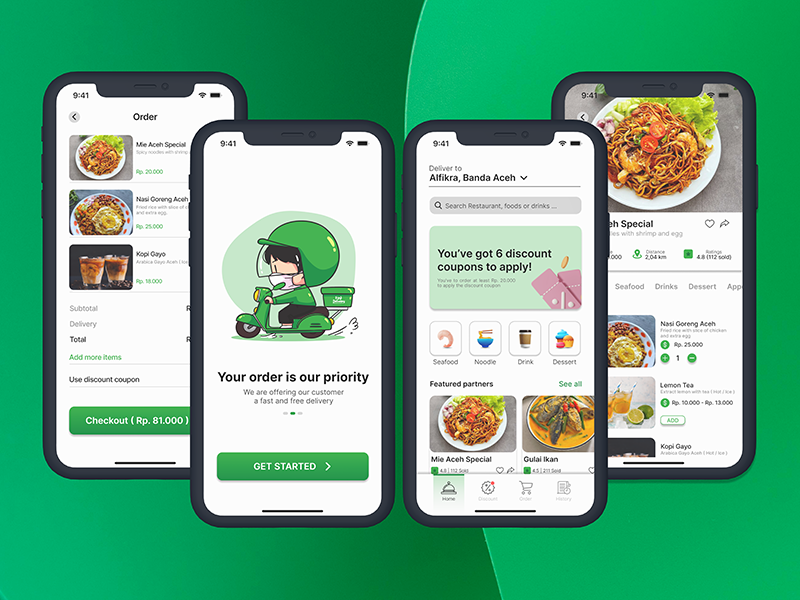 9:41
Order
Mie Aceh Special
Spicy noodles with shrimp
Rp. 20.000
Nasi Goreng Aceh
Fried rice with slice of
and extra egg.
Rp. 25.000
Kopi Gayo
Arabica Gayo Aceh (
Rp. 18.000
Subtotal
Delivery
Total
Add more items
Use discount coupon
Checkout ( Rp. 81.000 )
9:41
Your order is our priority
We are offering our customer
a fast and free delivery
GET STARTED
9:41
Deliver to
Alfikra, Banda Aceh
Search Restaurant, foods or drinks ...
You've got 6 discount
coupons to apply!
You've to order at least Rp. 20.000
to apply the discount coupon
Seafood
Noodle
Drink
Dessert
Featured partners
See all
Mie Aceh Special
4.8 | 112 Sold
Gulai Ikan
4.5 | 211 Sold
Home
Discount
Order
History
9:41
eh Special
oodles with shrimp and egg
.000
Distance
2,04 km
Ratings
4.8 (112 sold)
Seafood
Drinks
Dessert
App
Nasi Goreng Aceh
Fried rice with slice of chicken
and extra egg.
Rp. 25.000
1
Lemon Tea
Extract lemon with tea ( Hot / Ice )
Rp. 10.000 - Rp. 13.000
ADD
Kopi Gayo
Arabica Gayo Aceh ( Hot / Ice )